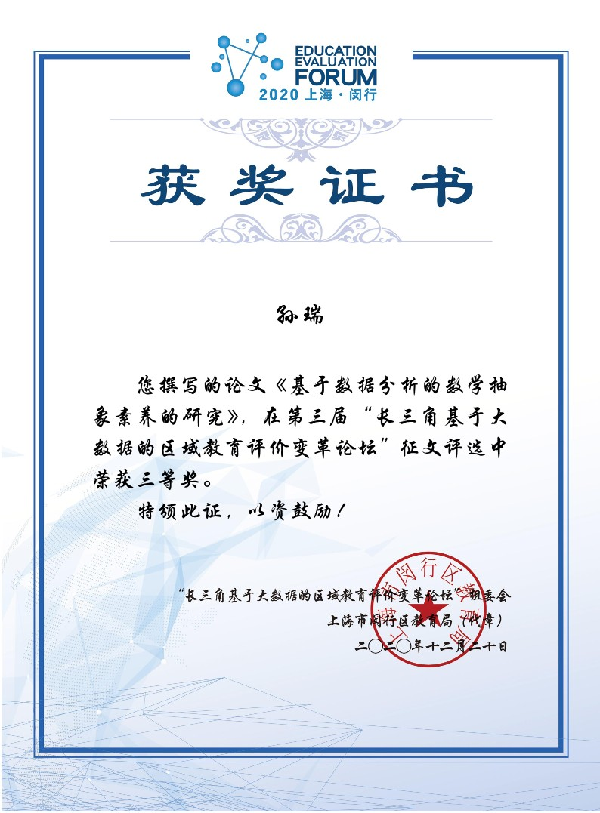 EDUCATION
EVALUATION
FORUM
2020 上海·闵行
获奖证书
孙瑞
您撰写的论文《基于数据分析的数学抽
象素养的研究》，在第三届“长三角基于大
数据的区域教育评价变革论坛”征文评选中
荣获三等奖。
特颁此证，以资鼓励！
“长三角基于大数据的区域教育评价变革论坛”组委会
上海市闵行区教育局（代章）
二〇二〇年十二月二十日
上海市闵行区教育局